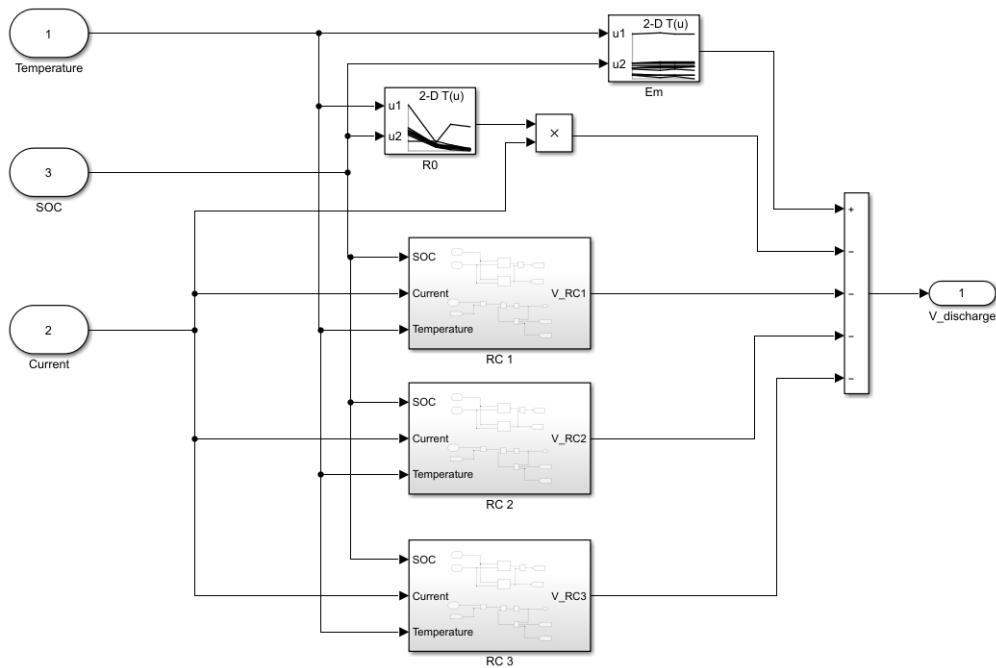 1
Temperature
2-D T(u)
u1
u2
Em
2-D T(u)
u1
u2
R0
×
3
SOC
2
Current
SOC
Current
Temperature
V_RC1
RC 1
SOC
Current
Temperature
V_RC2
RC 2
SOC
Current
Temperature
V_RC3
RC 3
+
−
−
−
−
1
V_discharge